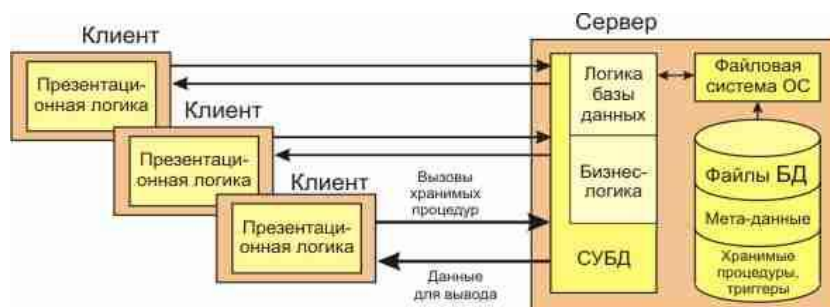 Клиент
Презентаци-
онная логика
Клиент
Презентаци-
онная логика
Клиент
Презентаци-
онная логика
Вызовы
хранимых
процедур
Данные
для вывода
Сервер
Логика
базы
данных
Бизнес-
логика
СУБД
Файловая
система ОС
Файлы БД
Мета-данные
Хранимые
процедуры,
триггеры